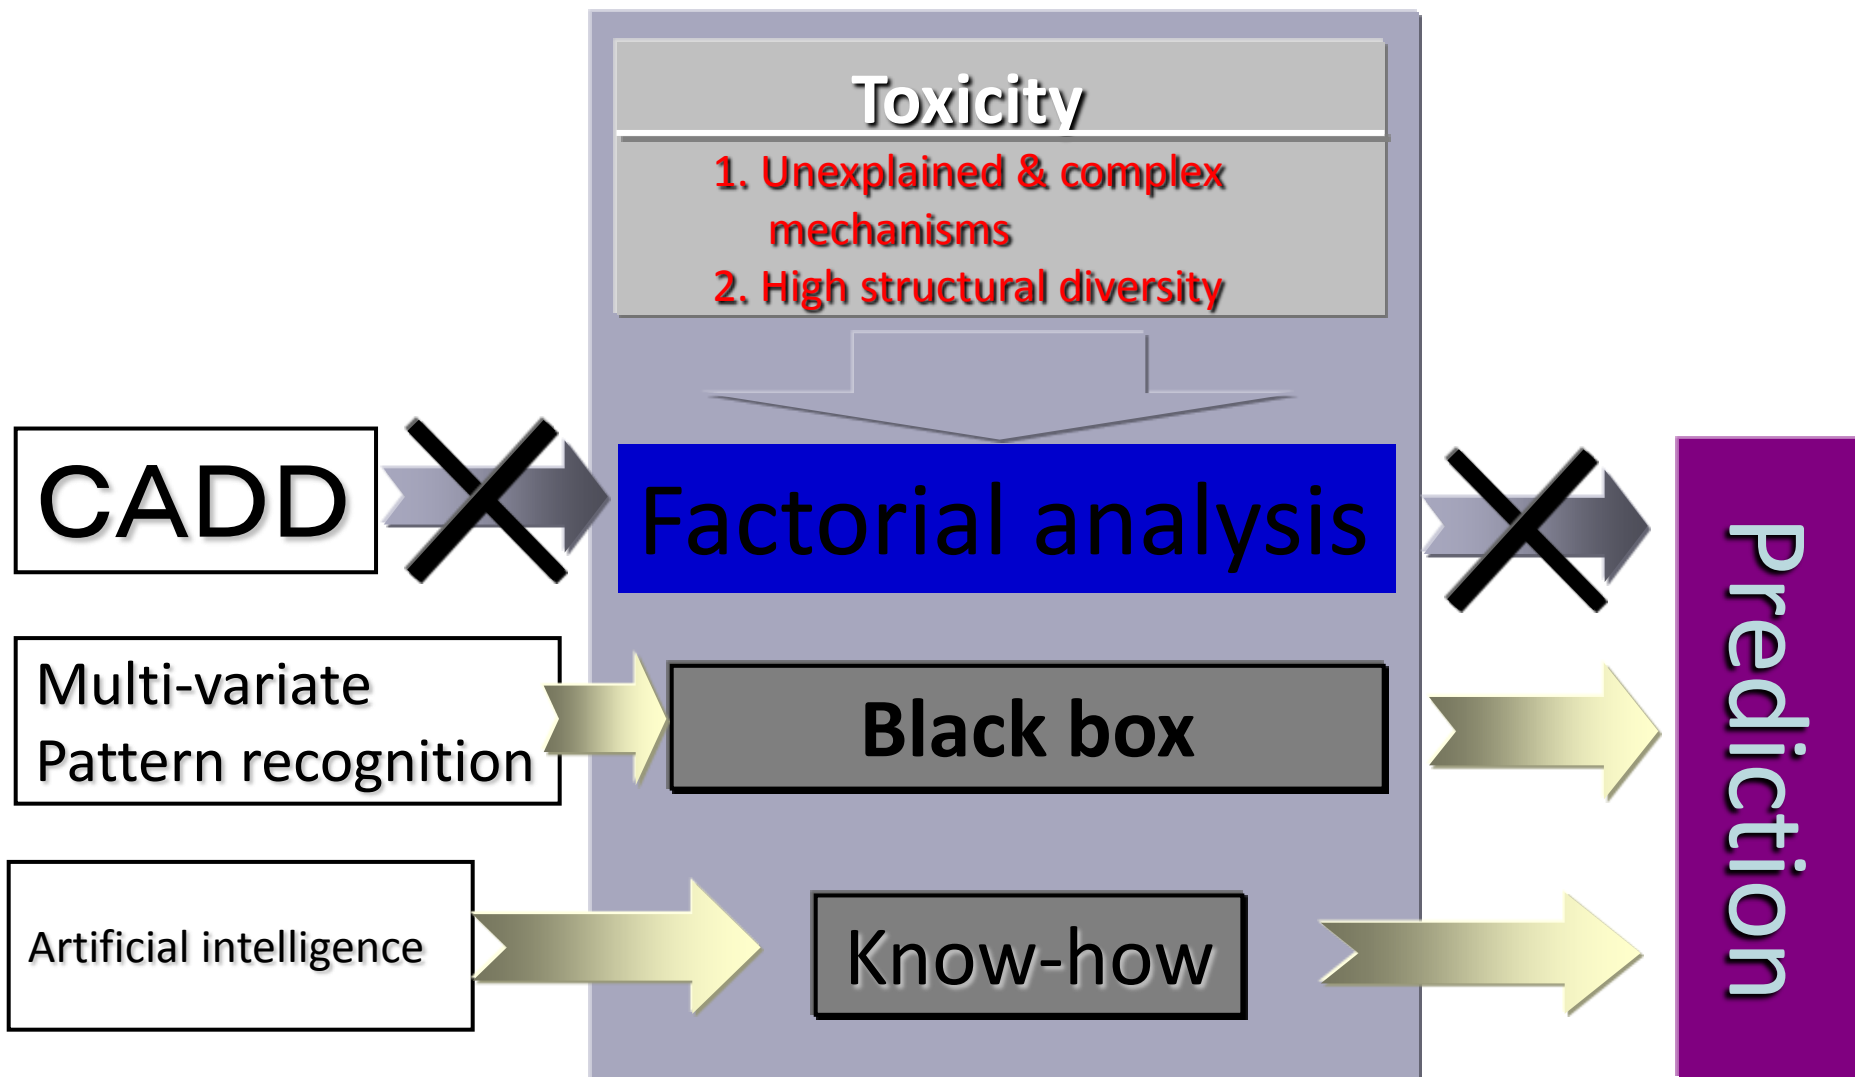 Toxicity
1. Unexplained & complex
mechanisms
2. High structural diversity
CADD
Factorial analysis
Multi-variate
Pattern recognition
Black box
Artificial intelligence
Know-how
Prediction